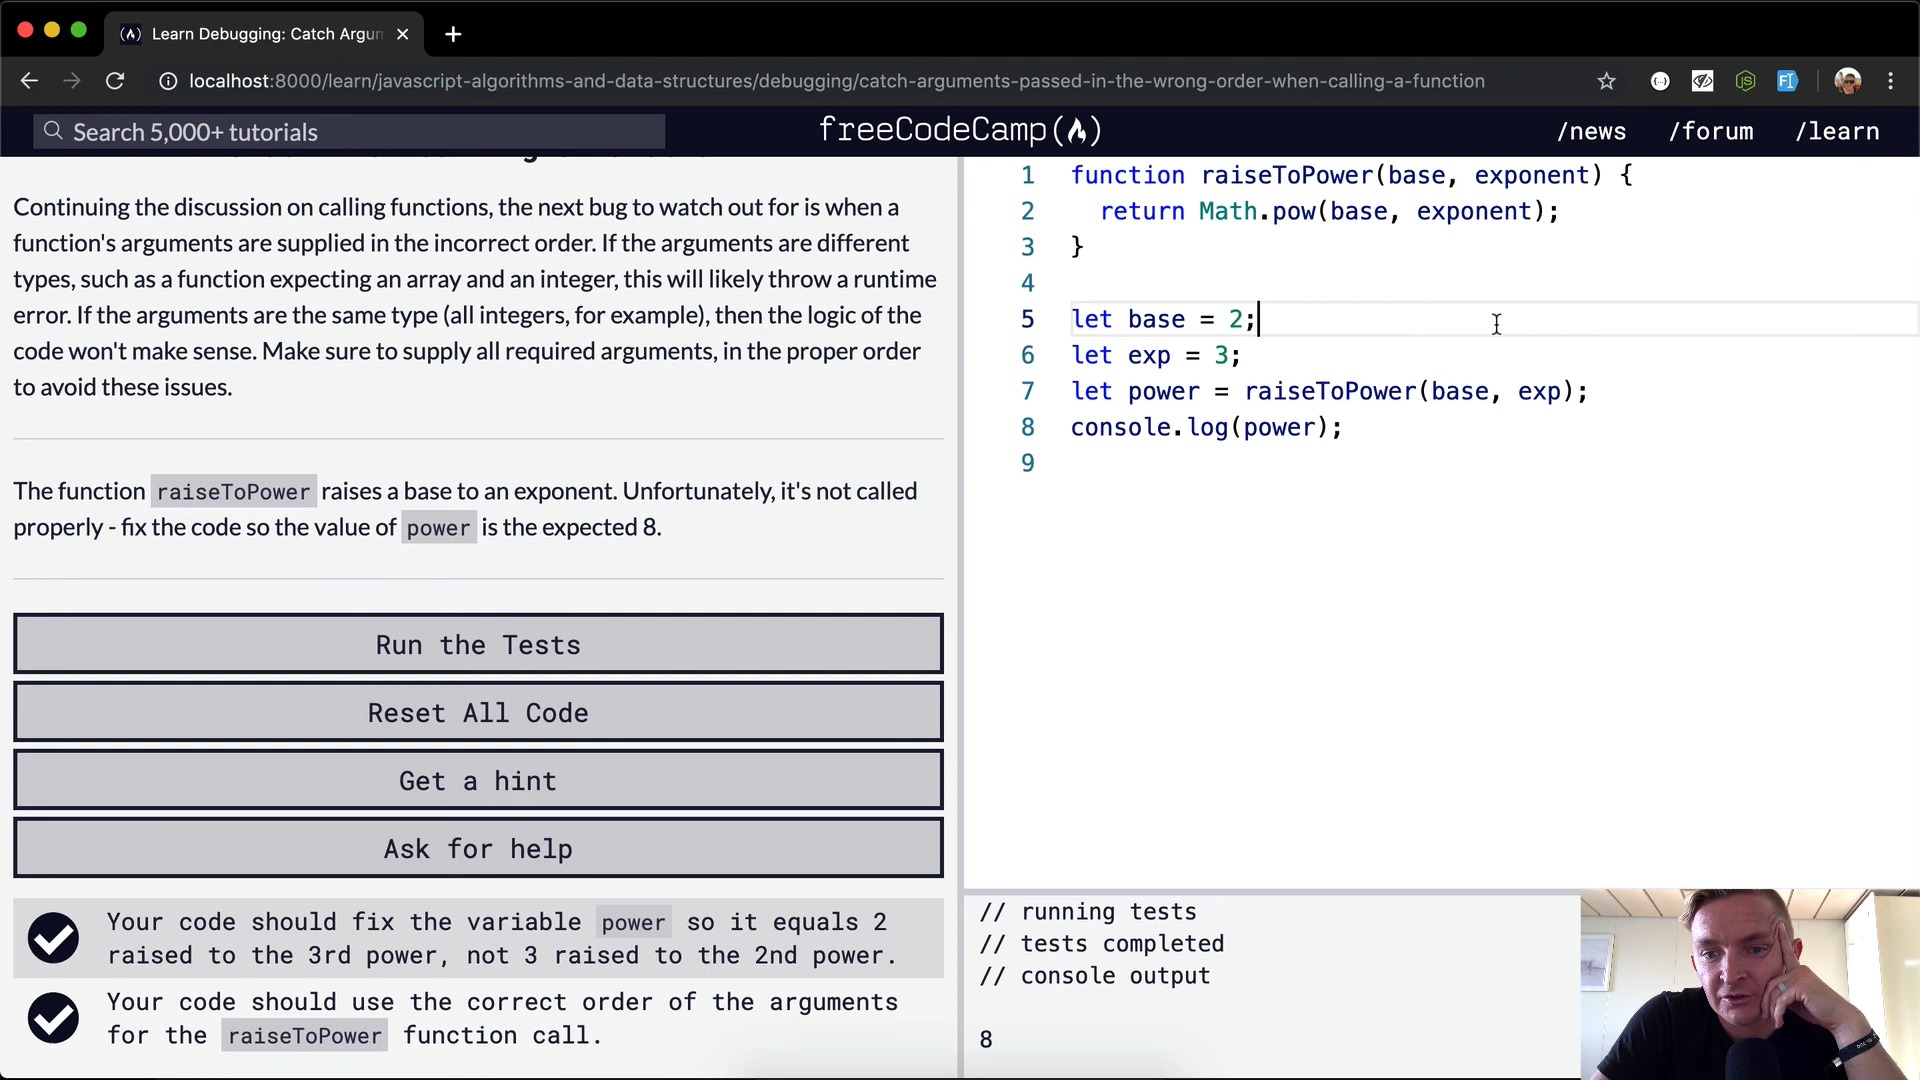 Learn Debugging: Catch Argum
localhost:8000/learn/javascript-algorithms-and-data-structures/debugging/catch-arguments-passed-in-the-wrong-order-when-calling-a-function
Search 5,000+ tutorials
freeCodeCamp
/news
/forum
/learn
Continuing the discussion on calling functions, the next bug to watch out for is when a
function's arguments are supplied in the incorrect order. If the arguments are different
types, such as a function expecting an array and an integer, this will likely throw a runtime
error. If the arguments are the same type (all integers, for example), then the logic of the
code won't make sense. Make sure to supply all required arguments, in the proper order
to avoid these issues.
The function raiseToPower raises a base to an exponent. Unfortunately, it's not called
properly - fix the code so the value of power is the expected 8.
Run the Tests
Reset All Code
Get a hint
Ask for help
Your code should fix the variable power so it equals 2
raised to the 3rd power, not 3 raised to the 2nd power.
Your code should use the correct order of the arguments
for the raiseToPower function call.
1 function raiseToPower(base, exponent) {
2 return Math.pow(base, exponent);
3 }
4
5 let base = 2;
6 let exp = 3;
7 let power = raiseToPower(base, exp);
8 console.log(power);
9
// running tests
// tests completed
// console output
8